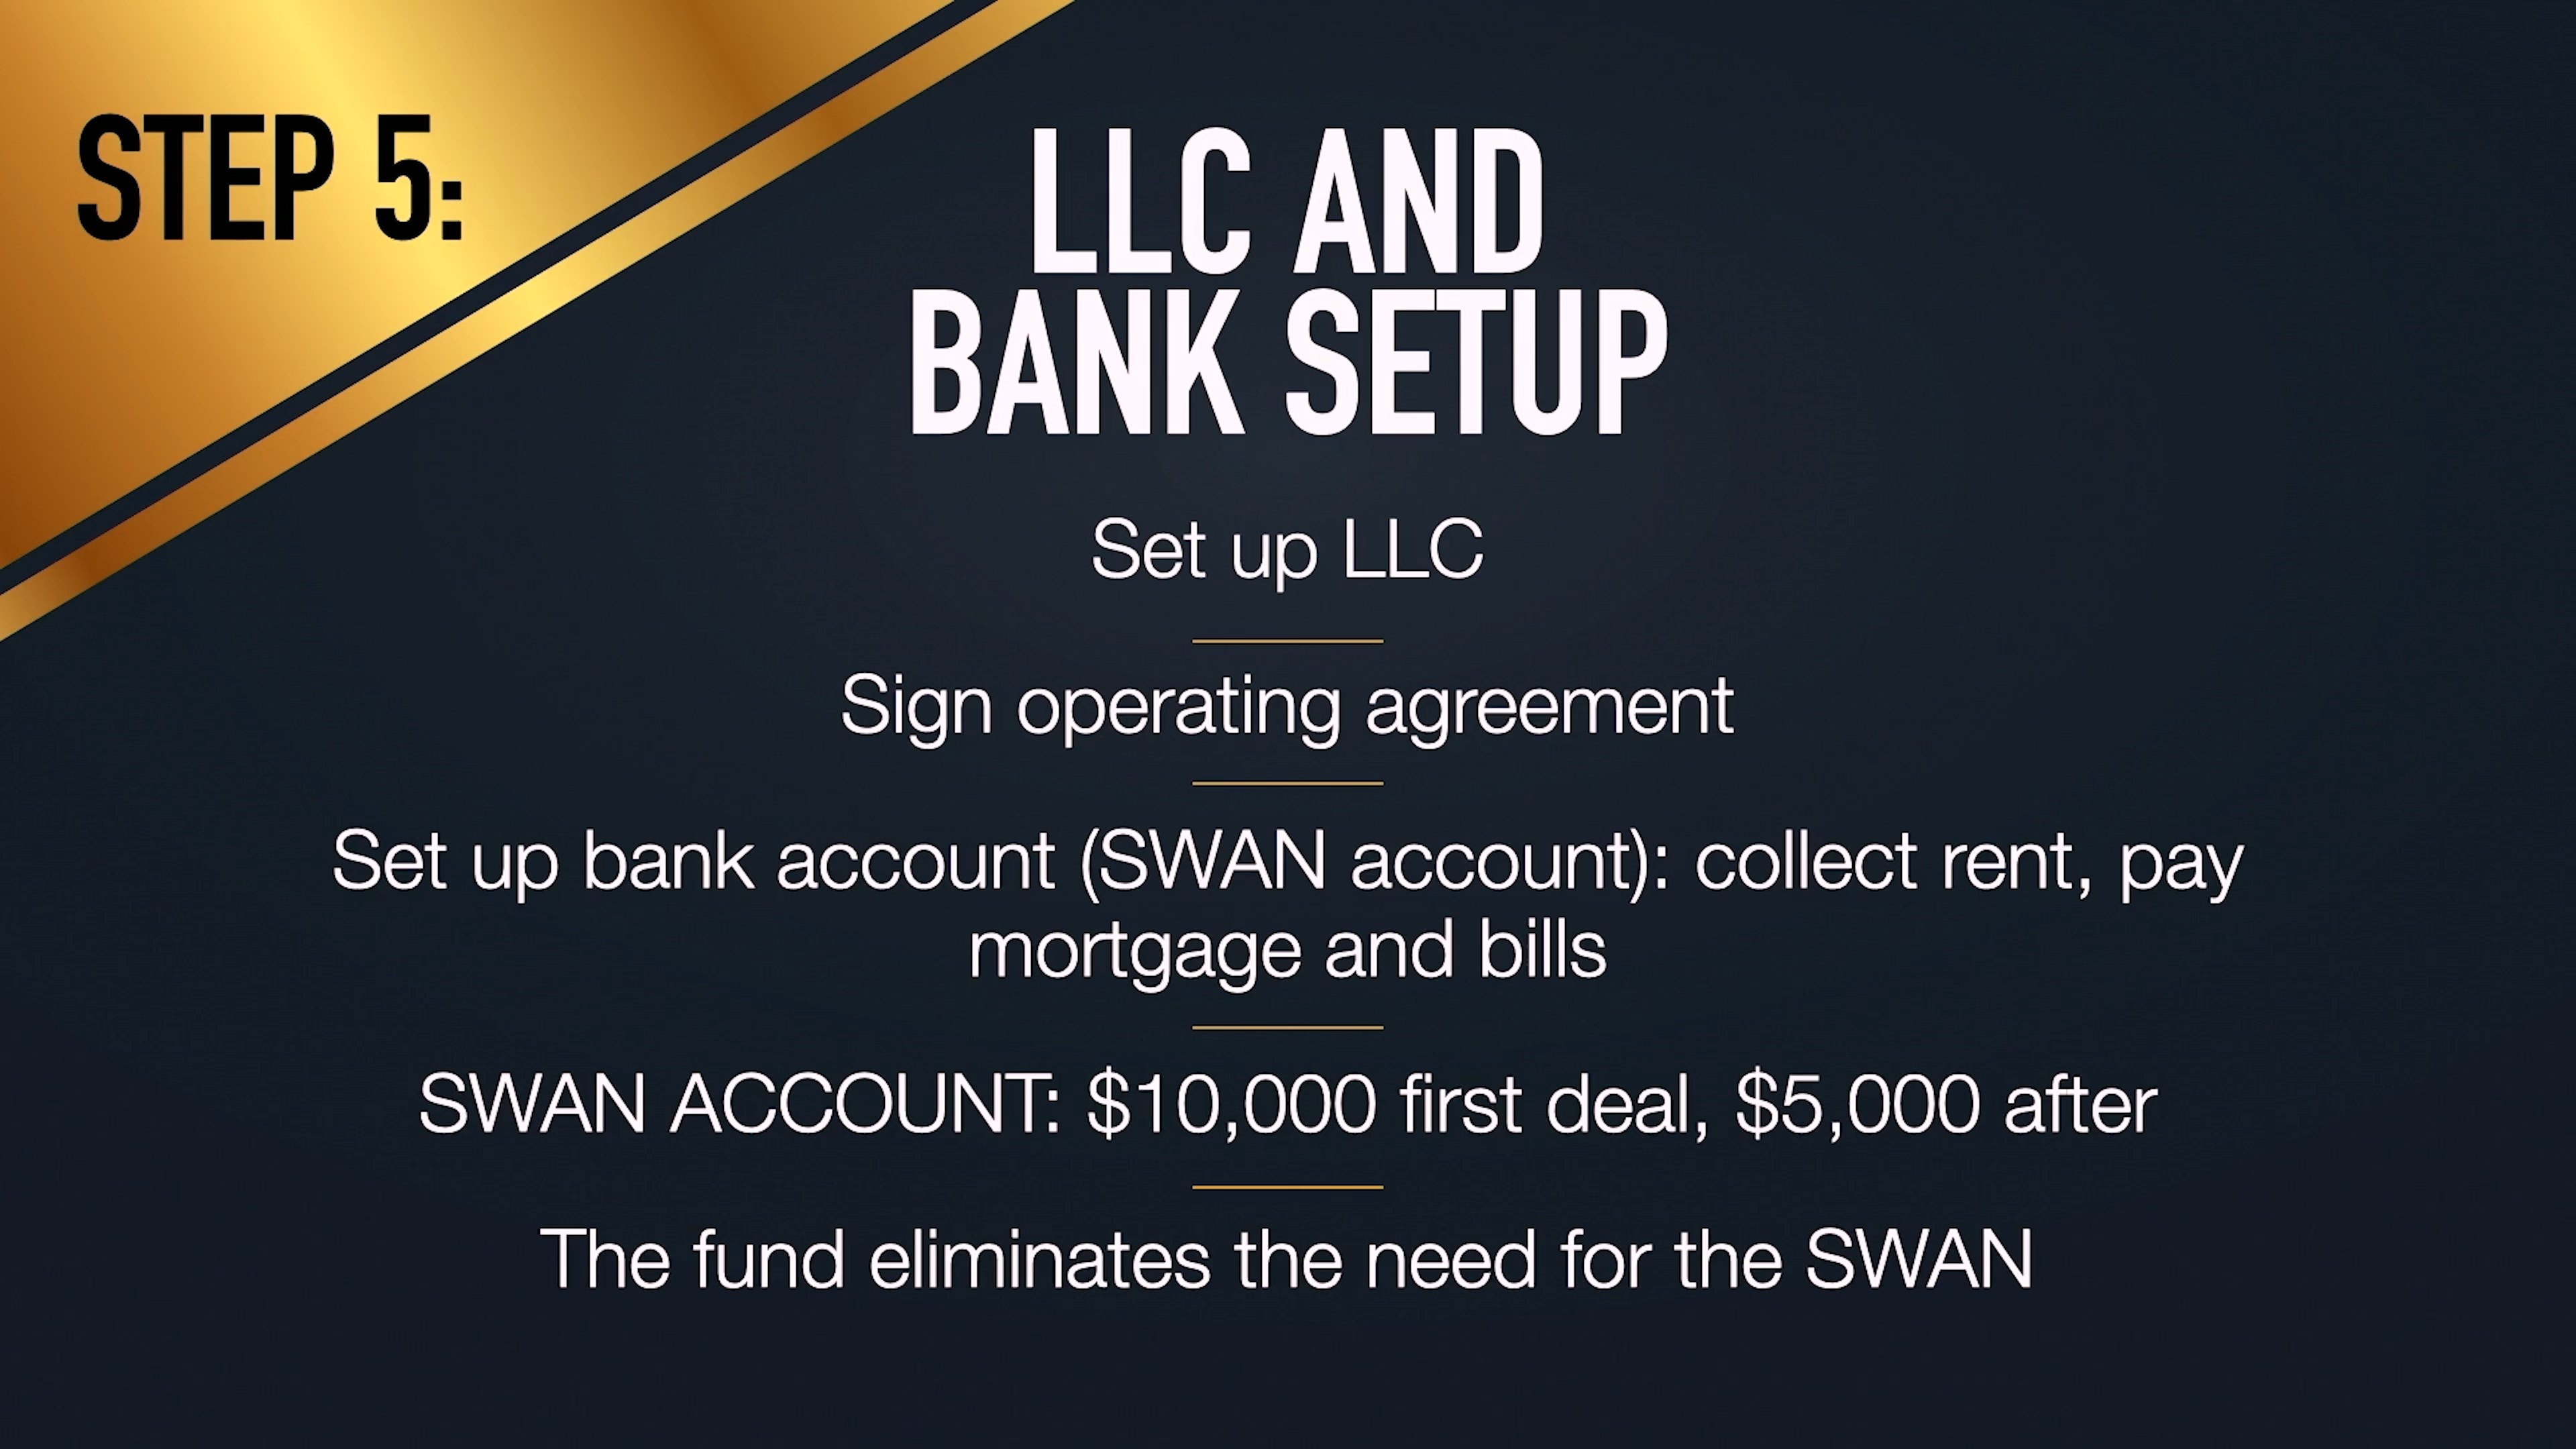 STEP 5:
LLC AND
BANK SETUP
Set up LLC
Sign operating agreement
Set up bank account (SWAN account): collect rent, pay
mortgage and bills
SWAN ACCOUNT: $10,000 first deal, $5,000 after
The fund eliminates the need for the SWAN